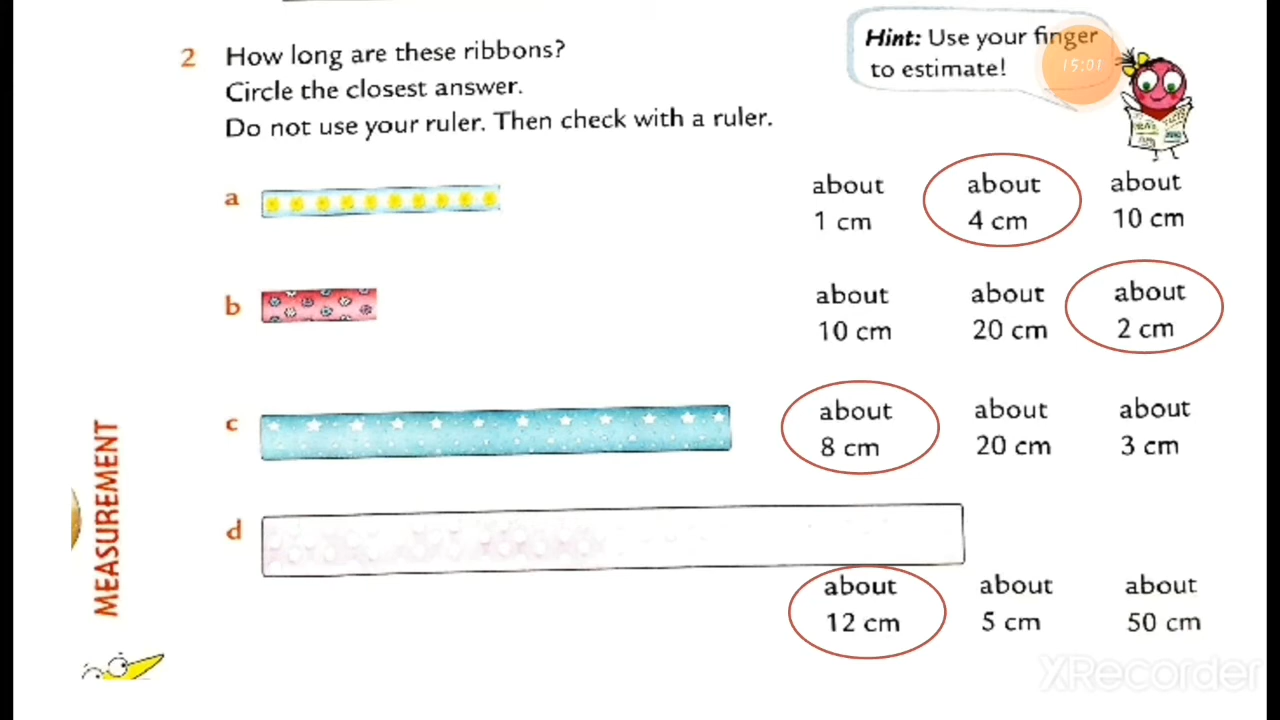 2 How long are these ribbons?
Circle the closest answer.
Do not use your ruler. Then check with a ruler.
Hint: Use your finger
to estimate!
15:01
a
about about about
1 cm 4 cm 10 cm
b
about about about
10 cm 20 cm 2 cm
c
about about about
8 cm 20 cm 3 cm
d
about about about
12 cm 5 cm 50 cm
MEASUREMENT
XRecorder